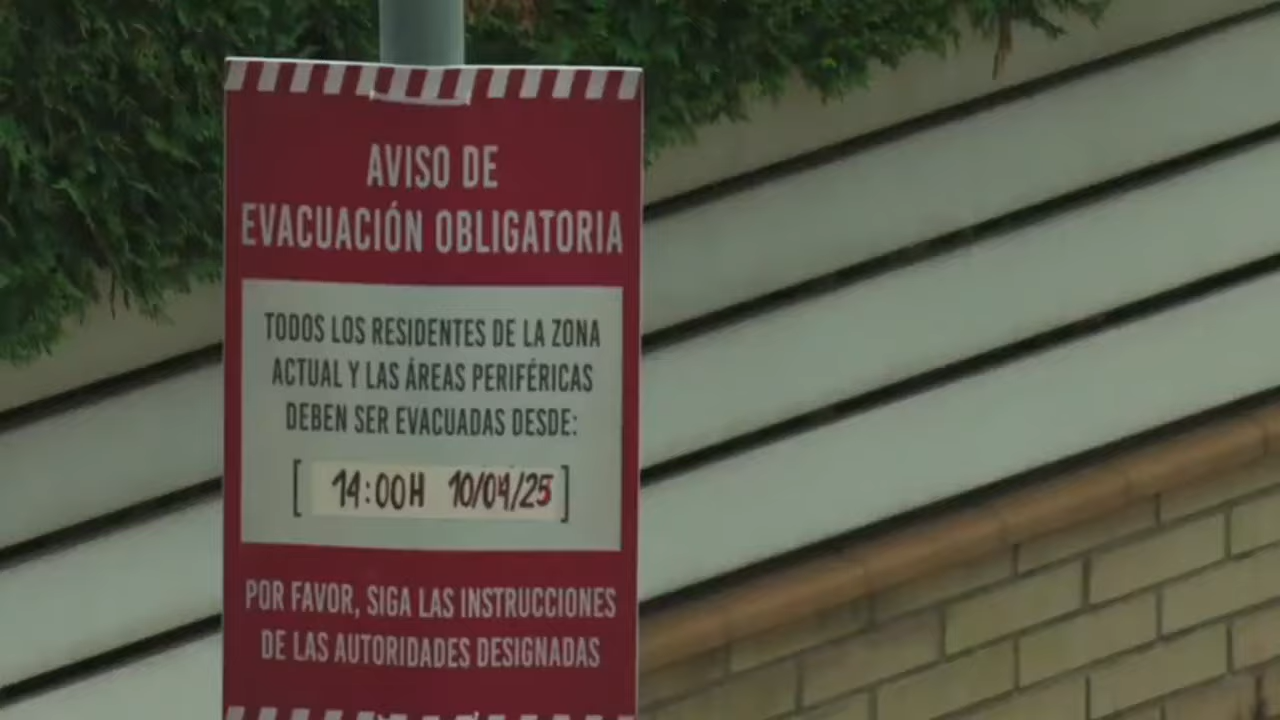 AVISO DE
EVACUACIÓN OBLIGATORIA
TODOS LOS RESIDENTES DE LA ZONA
ACTUAL Y LAS ÁREAS PERIFÉRICAS
DEBEN SER EVACUADAS DESDE:
[ 14:00H 10/04/25 ]
POR FAVOR, SIGA LAS INSTRUCCIONES
DE LAS AUTORIDADES DESIGNADAS